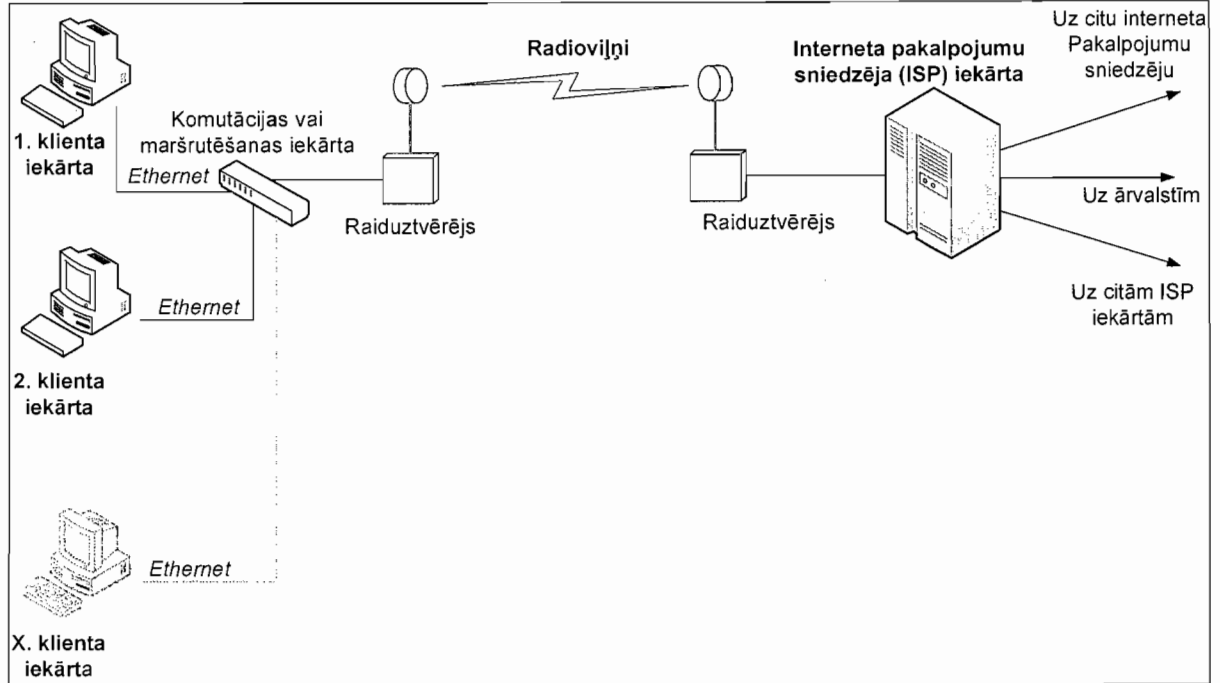 Uz citu interneta
Pakalpojumu
sniedzēju
Radioviļņi
Interneta pakalpojumu
sniedzēja (ISP) iekārta
1. klienta
iekārta
Komutācijas vai
maršrutēšanas iekārta
Ethernet
Raiduztvērējs
Raiduztvērējs
Uz ārvalstīm
Ethernet
Uz citām ISP
iekārtām
2. klienta
iekārta
Ethernet
X. klienta
iekārta